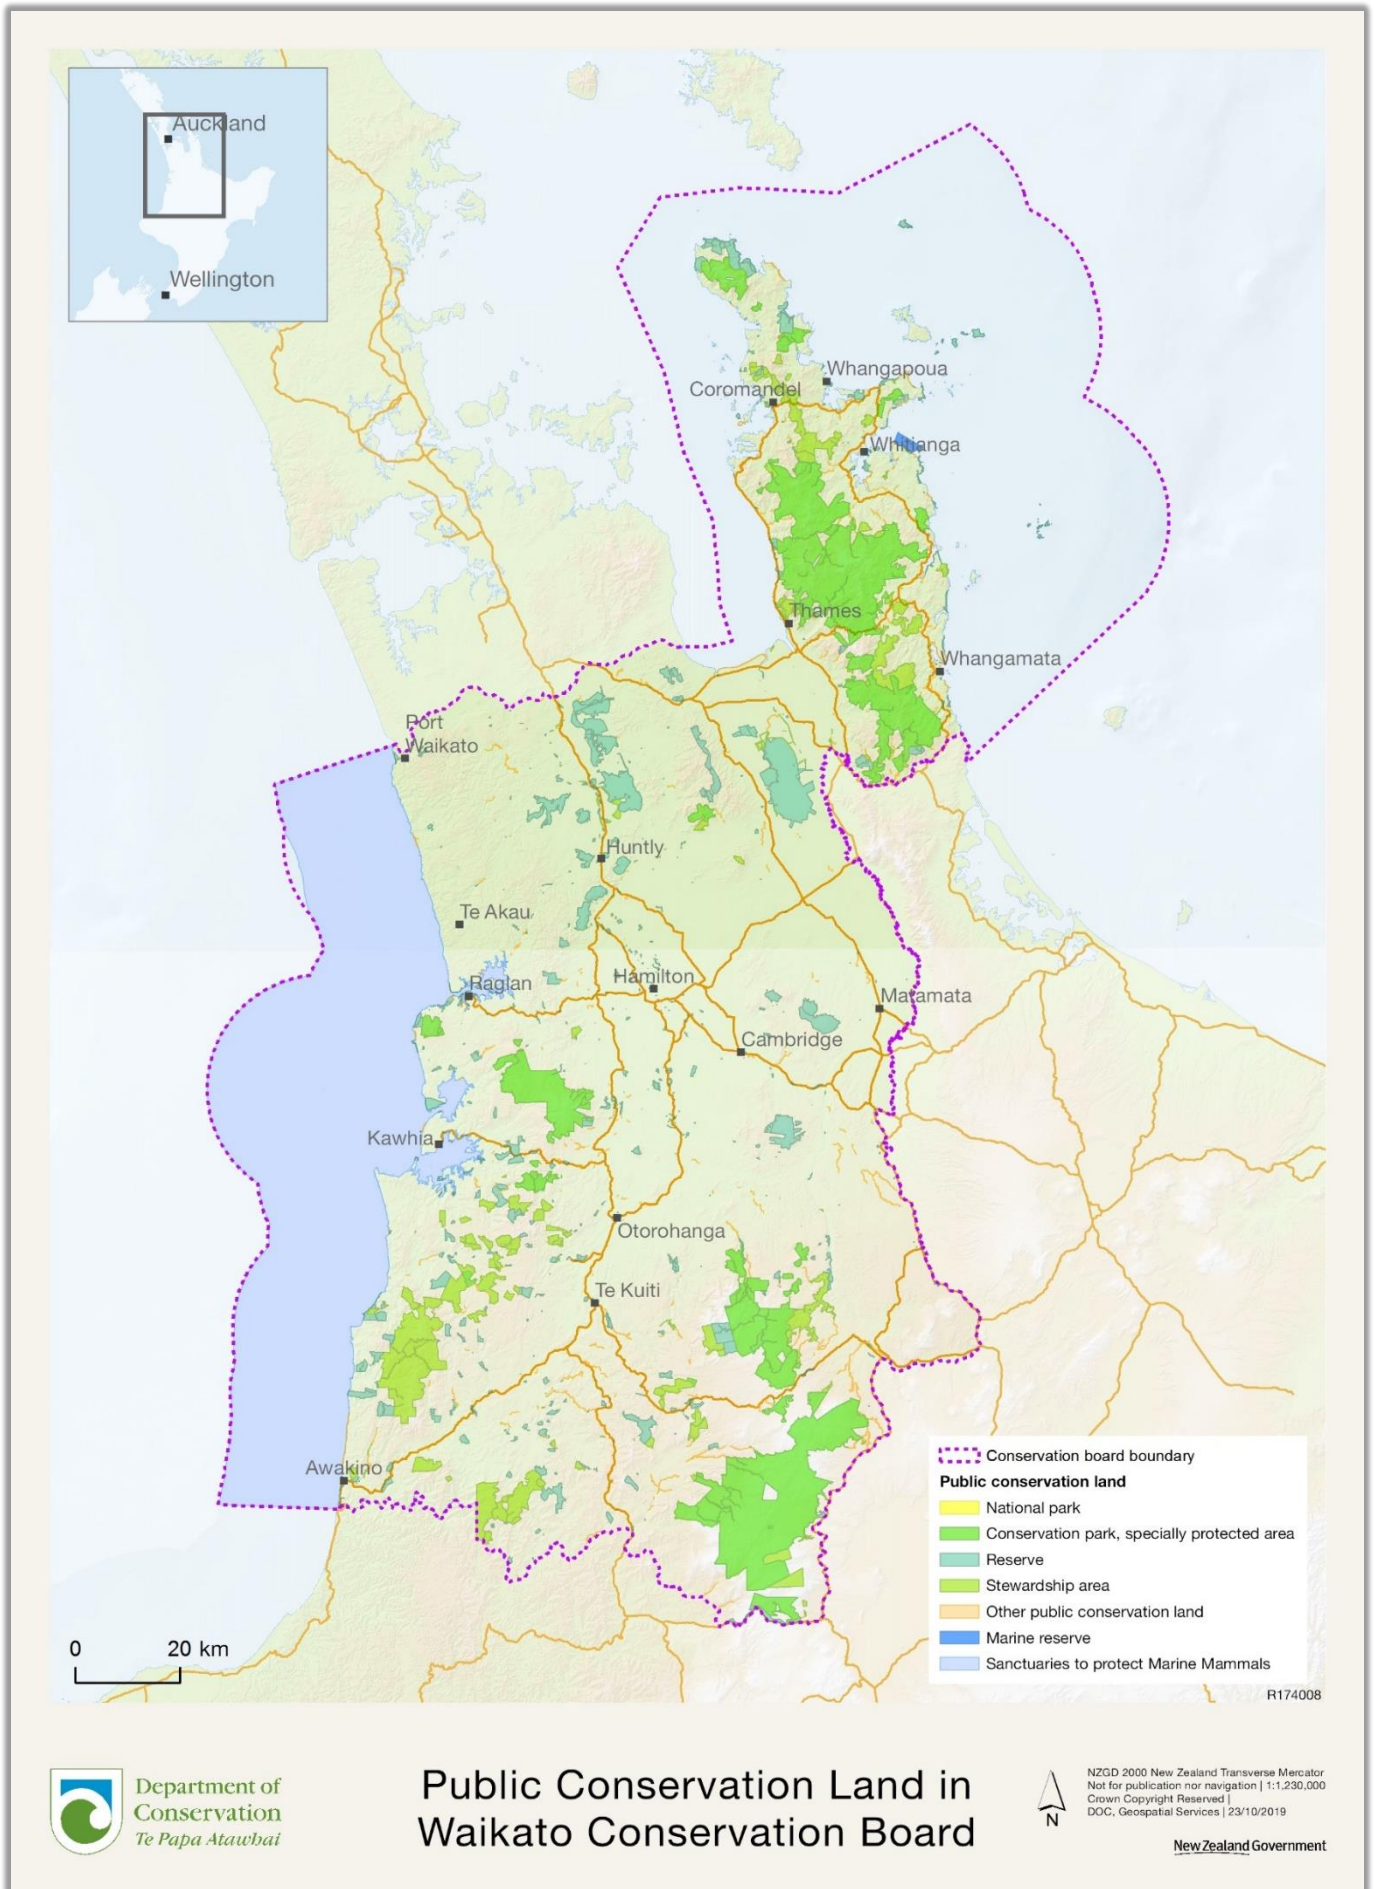 Auckland
Wellington
Whangapoua
Coromandel
Whitianga
Thames
Whangamata
Port
Waikato
Huntly
Te Akau
Raglan
Hamilton
Matamata
Cambridge
Kawhia
Otorohanga
Te Kuiti
Awakino
Conservation board boundary
Public conservation land
National park
Conservation park, specially protected area
Reserve
Stewardship area
Other public conservation land
Marine reserve
Sanctuaries to protect Marine Mammals
0 20 km
R174008
Department of
Conservation
Te Papa Atawhai
Public Conservation Land in
Waikato Conservation Board
N
NZGD 2000 New Zealand Transverse Mercator
Not for publication nor navigation | 1:1,230,000
Crown Copyright Reserved |
DOC, Geospatial Services | 23/10/2019
New Zealand Government